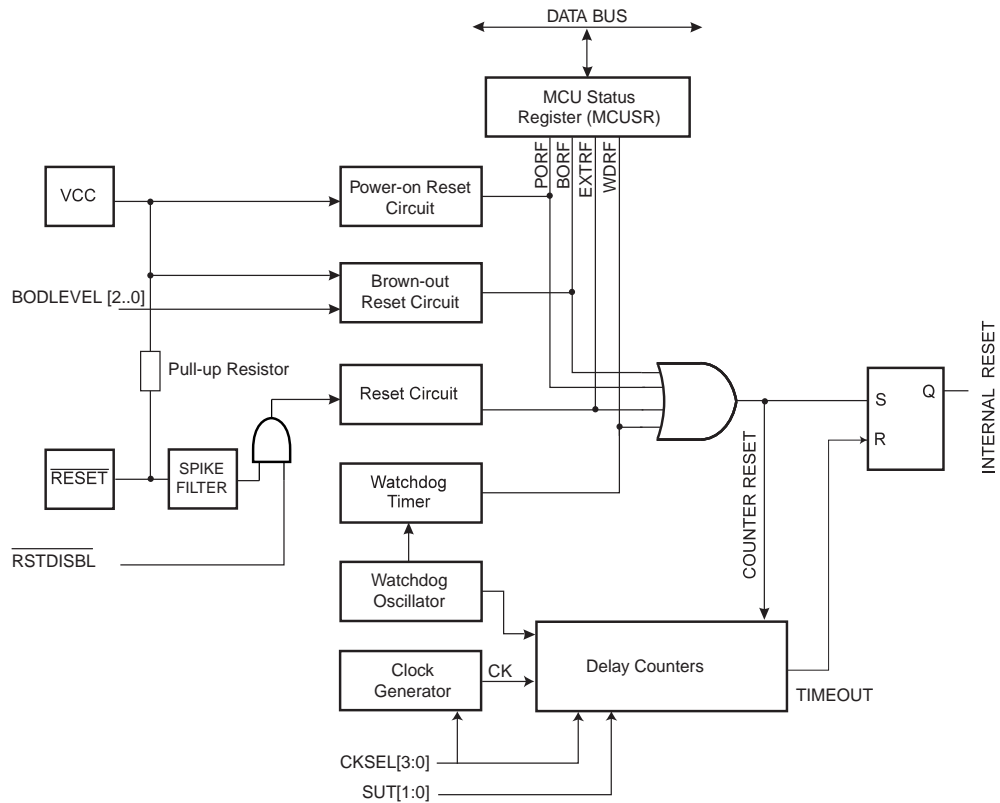 DATA BUS
MCU Status
Register (MCUSR)
PORF
BORF
EXTRF
WDRF
VCC
Power-on Reset
Circuit
BODLEVEL [2..0]
Brown-out
Reset Circuit
Pull-up Resistor
Reset Circuit
S
Q
R
INTERNAL RESET
RESET
SPIKE
FILTER
Watchdog
Timer
COUNTER RESET
RSTDISBL
Watchdog
Oscillator
Clock
Generator
CK
Delay Counters
TIMEOUT
CKSEL[3:0]
SUT[1:0]